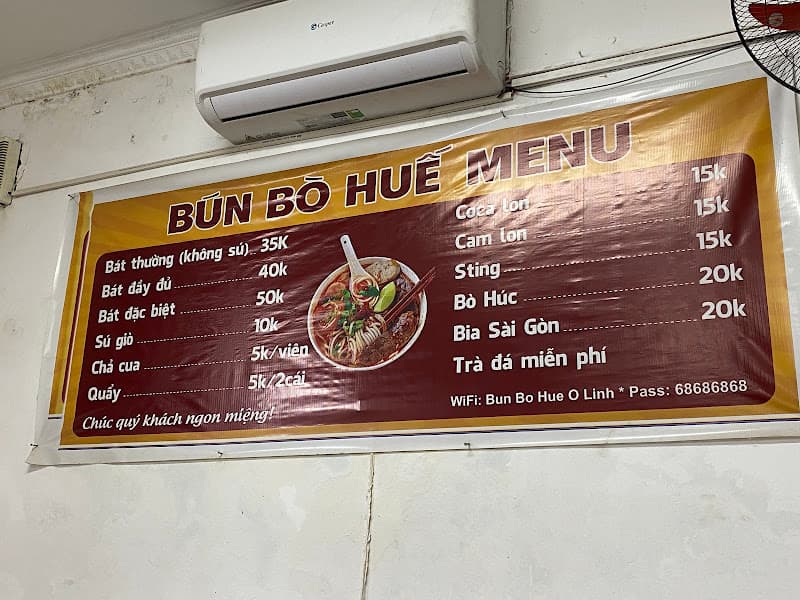 Casper
BÚN BÒ HUẾ MENU
Bát thường (không sú) 35K
Bát đầy đủ 40k
Bát đặc biệt 50k
Sú giò 10k
Chả cua 5k/viên
Quẩy 5k/2cái
Chúc quý khách ngon miệng!
Coca lon 15k
Cam lon 15k
Sting 15k
Bò Húc 20k
Bia Sài Gòn 20k
Trà đá miễn phí
WiFi: Bun Bo Hue O Linh * Pass: 68686868